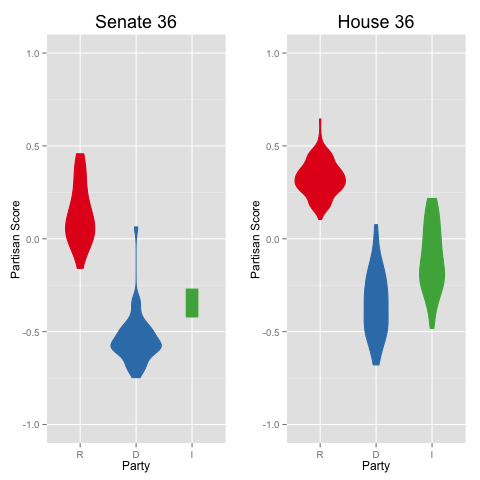 Senate 36
1.0
0.5
0.0
-0.5
-1.0
Partisan Score
R D I
Party
House 36
1.0
0.5
0.0
-0.5
-1.0
Partisan Score
R D I
Party